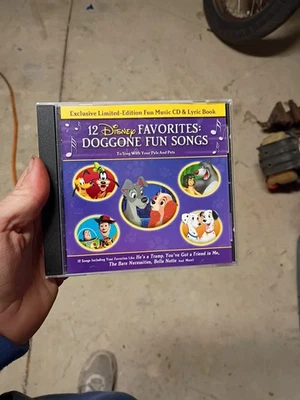 Exclusive Limited-Edition Fun Music CD & Lyric Book
12 Disney FAVORITES:
DOGGONE FUN SONGS
To Sing With Your Pals And Pets
12 Songs Including Your Favorites Like He's a Tramp, You've Got a Friend in Me,
The Bare Necessities, Bella Notte And More!